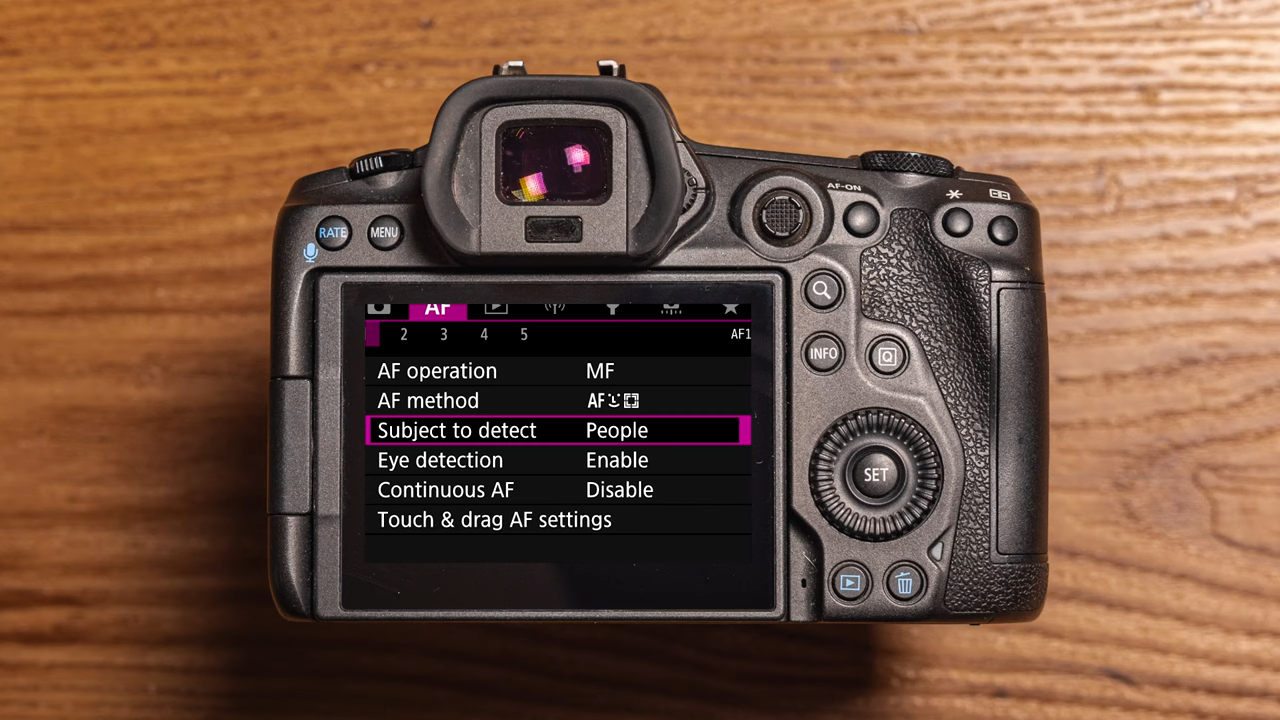 AF-ON
RATE
MENU
AF
2 3 4 5 AF1
AF operation MF
AF method AF
Subject to detect People
Eye detection Enable
Continuous AF Disable
Touch & drag AF settings
INFO
Q
SET